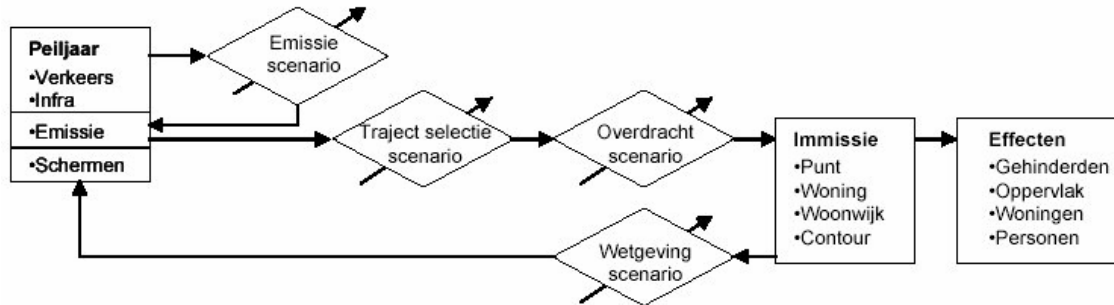 Peiljaar
•Verkeers
•Infra
•Emissie
•Schermen
Emissie
scenario
Traject selectie
scenario
Overdracht
scenario
Immissie
•Punt
•Woning
•Woonwijk
•Contour
Effecten
•Gehinderden
•Oppervlak
•Woningen
•Personen
Wetgeving
scenario